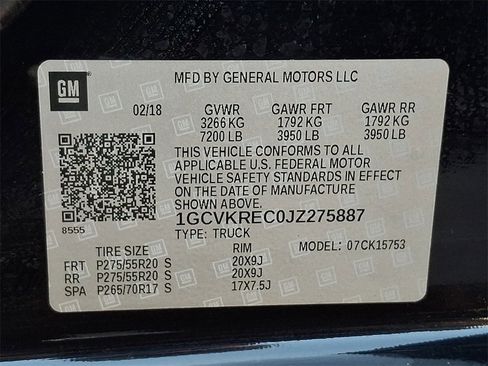 GM
MFD BY GENERAL MOTORS LLC
02/18 GVWR GAWR FRT GAWR RR
3266 KG 1792 KG 1792 KG
7200 LB 3950 LB 3950 LB
THIS VEHICLE CONFORMS TO ALL
APPLICABLE U.S. FEDERAL MOTOR
VEHICLE SAFETY STANDARDS IN EFFECT
ON THE DATE OF MANUFACTURE
SHOWN ABOVE.
1GCVKREC0JZ275887
8555
TYPE: TRUCK MODEL: 07CK15753
TIRE SIZE RIM
FRT P275/55R20 S 20X9J
RR P275/55R20 S 20X9J
SPA P265/70R17 S 17X7.5J